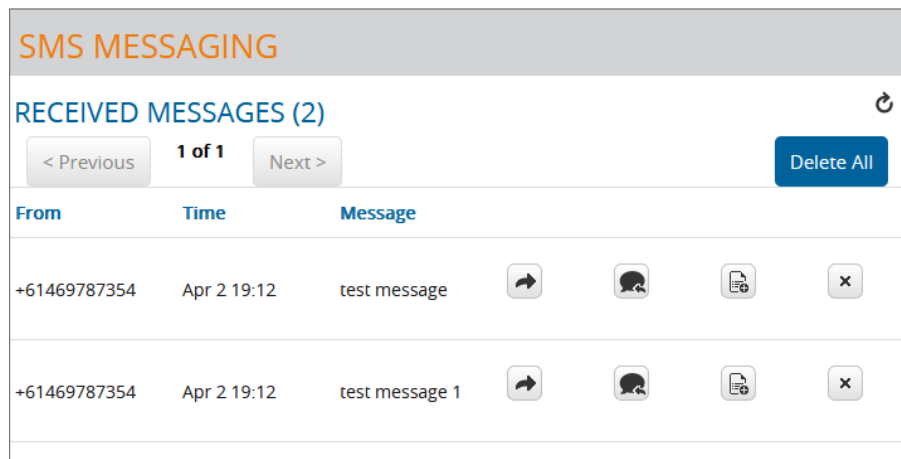 SMS MESSAGING
RECEIVED MESSAGES (2)
< Previous 1 of 1 Next > Delete All
From Time Message
+61469787354 Apr 2 19:12 test message
+61469787354 Apr 2 19:12 test message 1